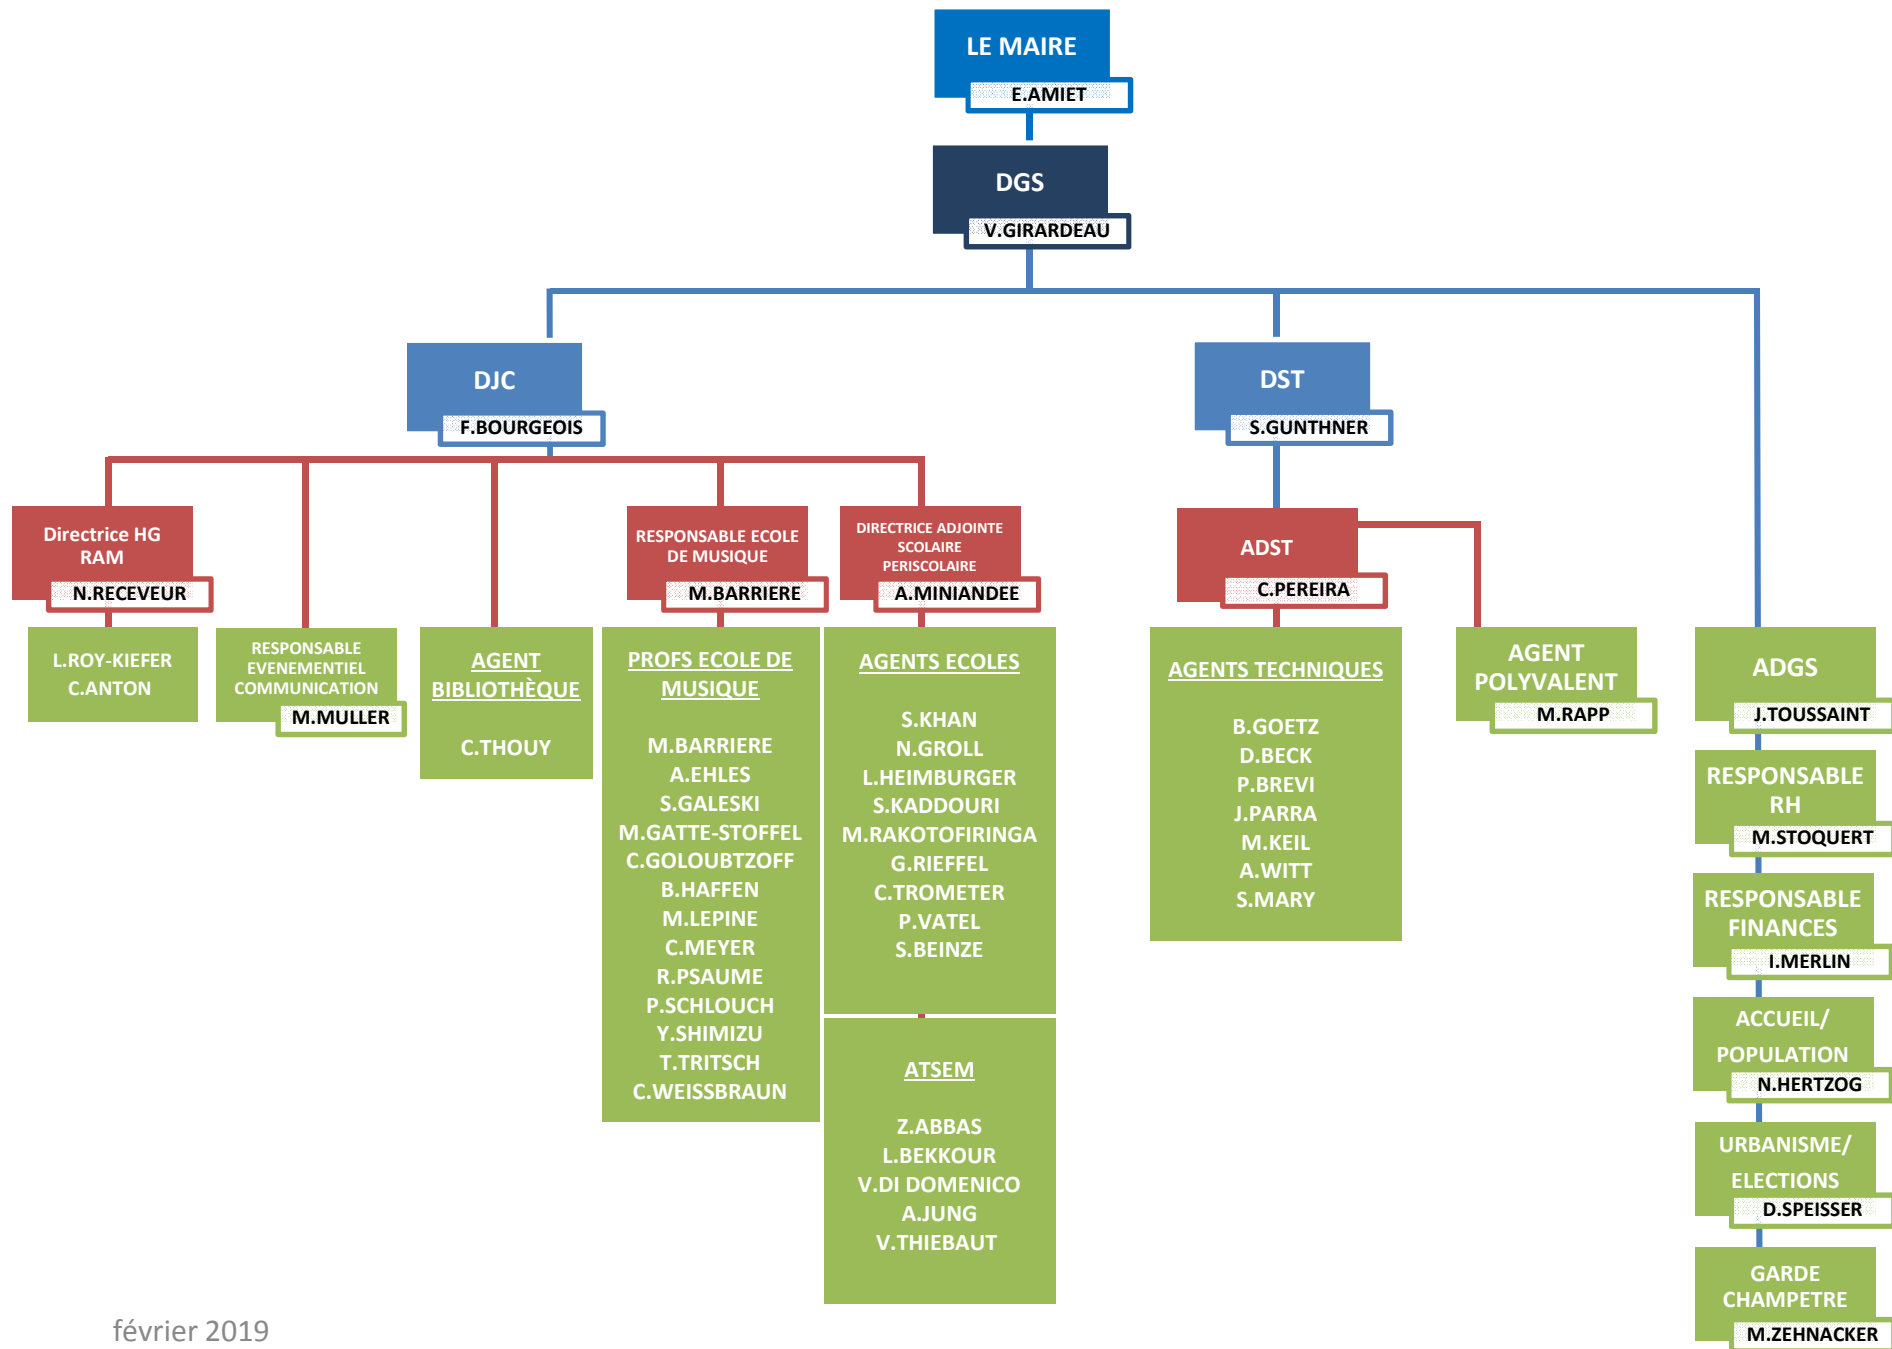 LE MAIRE
E.AMIET
DGS
V.GIRARDEAU
DJC
F.BOURGEOIS
DST
S.GUNTHNER
Directrice HG
RAM
N.RECEVEUR
L.ROY-KIEFER
C.ANTON
RESPONSABLE
EVENEMENTIEL
COMMUNICATION
M.MULLER
AGENT
BIBLIOTHÈQUE
C.THOUY
RESPONSABLE ECOLE
DE MUSIQUE
M.BARRIERE
PROFS ECOLE DE
MUSIQUE
M.BARRIERE
A.EHLES
S.GALESKI
M.GATTE-STOFFEL
C.GOLOUBTZOFF
B.HAFFEN
M.LEPINE
C.MEYER
R.PSAUME
P.SCHLOUCH
Y.SHIMIZU
T.TRITSCH
C.WEISSBRAUN
DIRECTRICE ADJOINTE
SCOLAIRE
PERISCOLAIRE
A.MINIANDEE
AGENTS ECOLES
S.KHAN
N.GROLL
L.HEIMBURGER
S.KADDOURI
M.RAKOTOFIRINGA
G.RIEFFEL
C.TROMETER
P.VATEL
S.BEINZE
ATSEM
Z.ABBAS
L.BEKKOUR
V.DI DOMENICO
A.JUNG
V.THIEBAUT
ADST
C.PEREIRA
AGENTS TECHNIQUES
B.GOETZ
D.BECK
P.BREVI
J.PARRA
M.KEIL
A.WITT
S.MARY
AGENT
POLYVALENT
M.RAPP
ADGS
J.TOUSSAINT
RESPONSABLE
RH
M.STOQUERT
RESPONSABLE
FINANCES
I.MERLIN
ACCUEIL/
POPULATION
N.HERTZOG
URBANISME/
ELECTIONS
D.SPEISSER
GARDE
CHAMPETRE
M.ZEHNACKER
février 2019